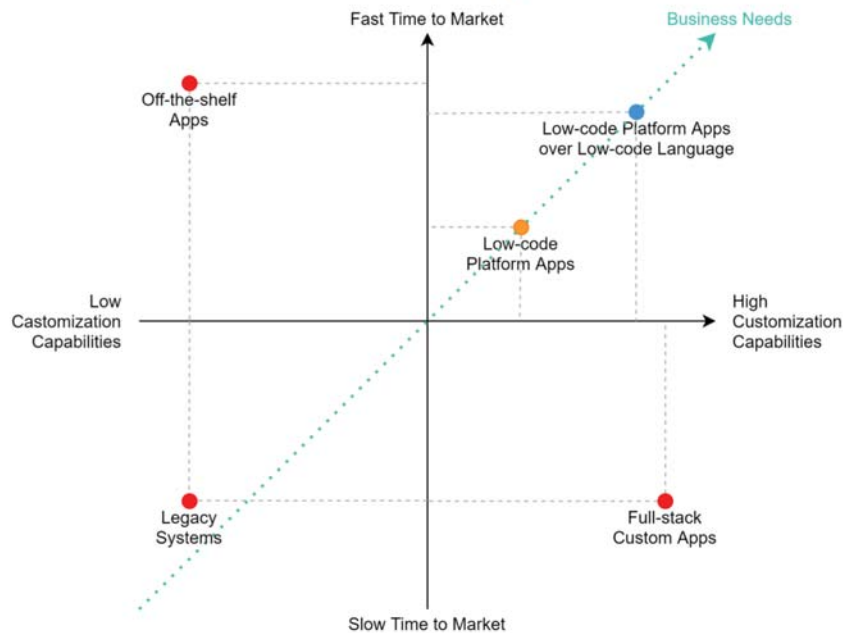 Fast Time to Market
Business Needs
Off-the-shelf
Apps
Low-code Platform Apps
over Low-code Language
Low-code
Platform Apps
Low
Castomization
Capabilities
High
Customization
Capabilities
Legacy
Systems
Full-stack
Custom Apps
Slow Time to Market